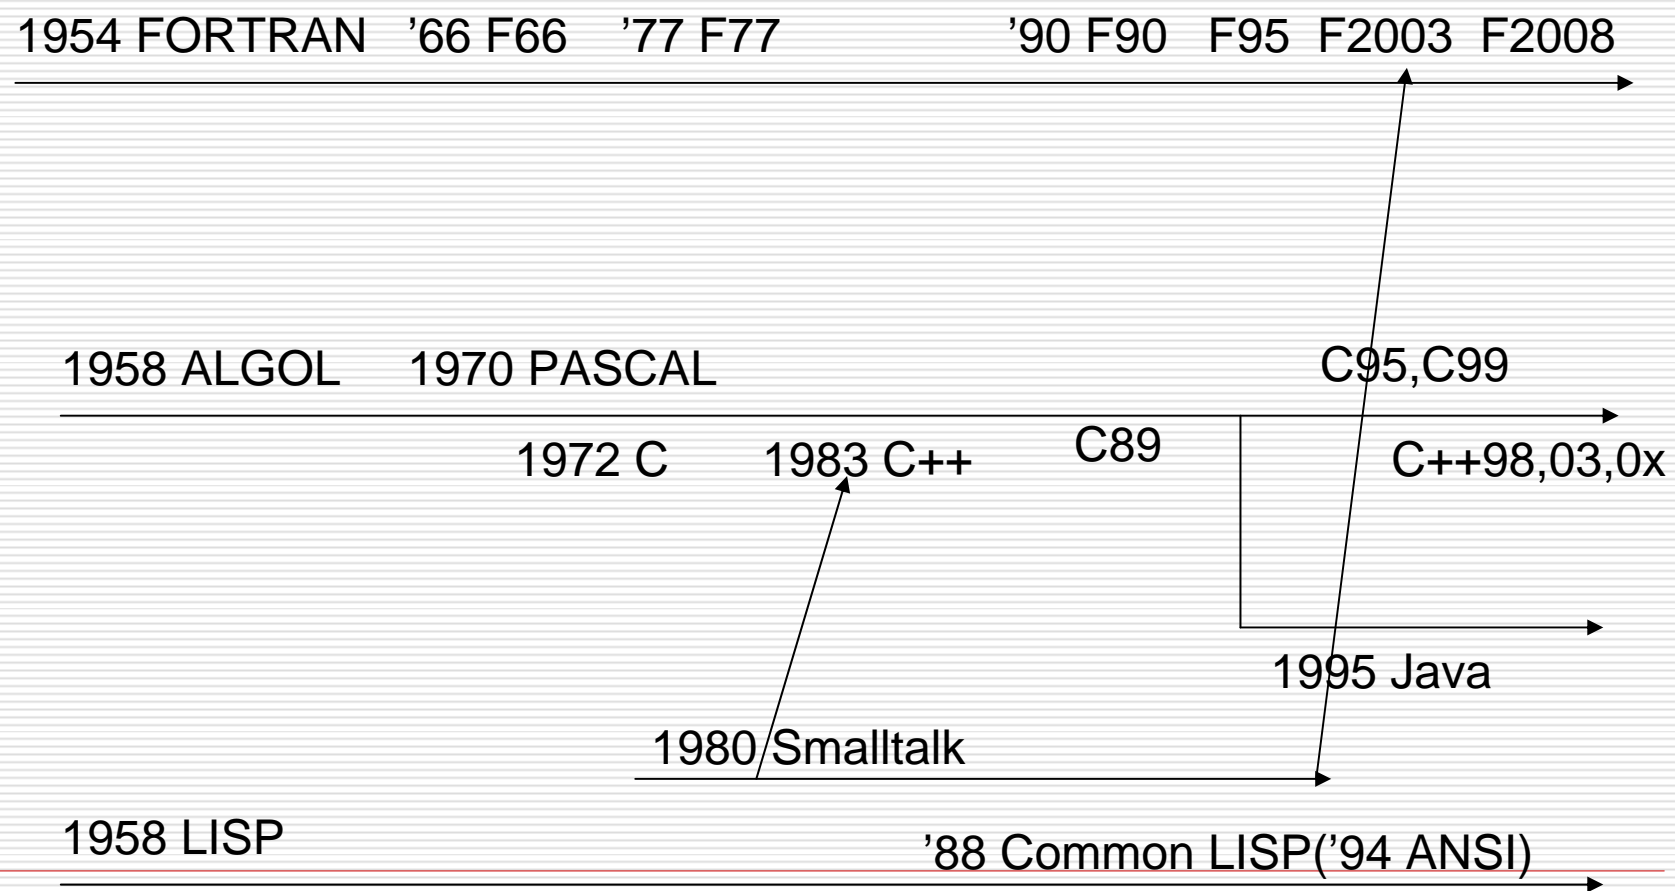 1954 FORTRAN ’66 F66 ’77 F77 ’90 F90 F95 F2003 F2008
1958 ALGOL 1970 PASCAL C95,C99
1972 C 1983 C++ C89 C++98,03,0x
1995 Java
1980 Smalltalk
1958 LISP ’88 Common LISP(’94 ANSI)